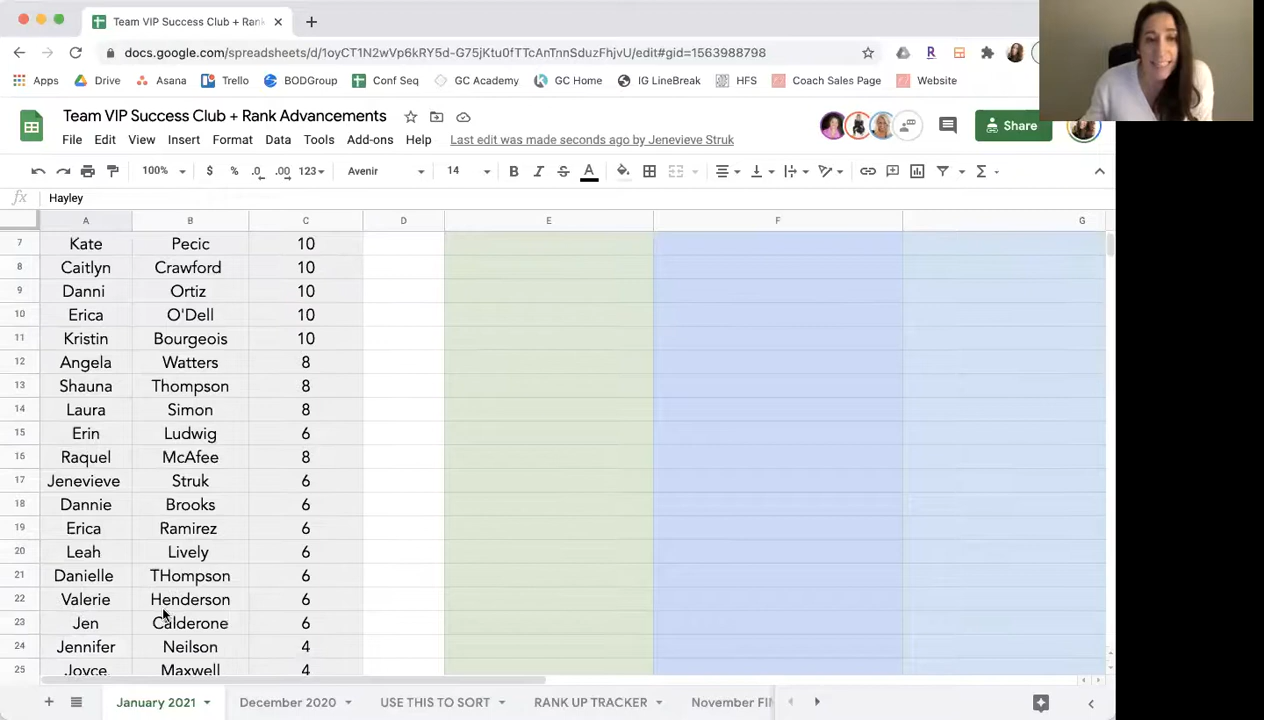 Team VIP Success Club + Rank
docs.google.com/spreadsheets/d/1oyCT1N2wVp6kRY5d-G75jKtu0fTTcAnTnnSduzFhjvU/edit#gid=1563988798
Apps Drive Asana Trello BODGroup Conf Seq GC Academy GC Home IG LineBreak HFS Coach Sales Page Website
Team VIP Success Club + Rank Advancements
Share
File Edit View Insert Format Data Tools Add-ons Help Last edit was made seconds ago by Jenevieve Struk
100% $ % .0 .00 123 Avenir 14 B I S A
fx Hayley
A B C D E F G
7 Kate Pecic 10
8 Caitlyn Crawford 10
9 Danni Ortiz 10
10 Erica O'Dell 10
11 Kristin Bourgeois 10
12 Angela Watters 8
13 Shauna Thompson 8
14 Laura Simon 8
15 Erin Ludwig 6
16 Raquel McAfee 8
17 Jenevieve Struk 6
18 Dannie Brooks 6
19 Erica Ramirez 6
20 Leah Lively 6
21 Danielle THompson 6
22 Valerie Henderson 6
23 Jen Calderone 6
24 Jennifer Neilson 4
25 Joyce Maxwell 4
January 2021 December 2020 USE THIS TO SORT RANK UP TRACKER November FI